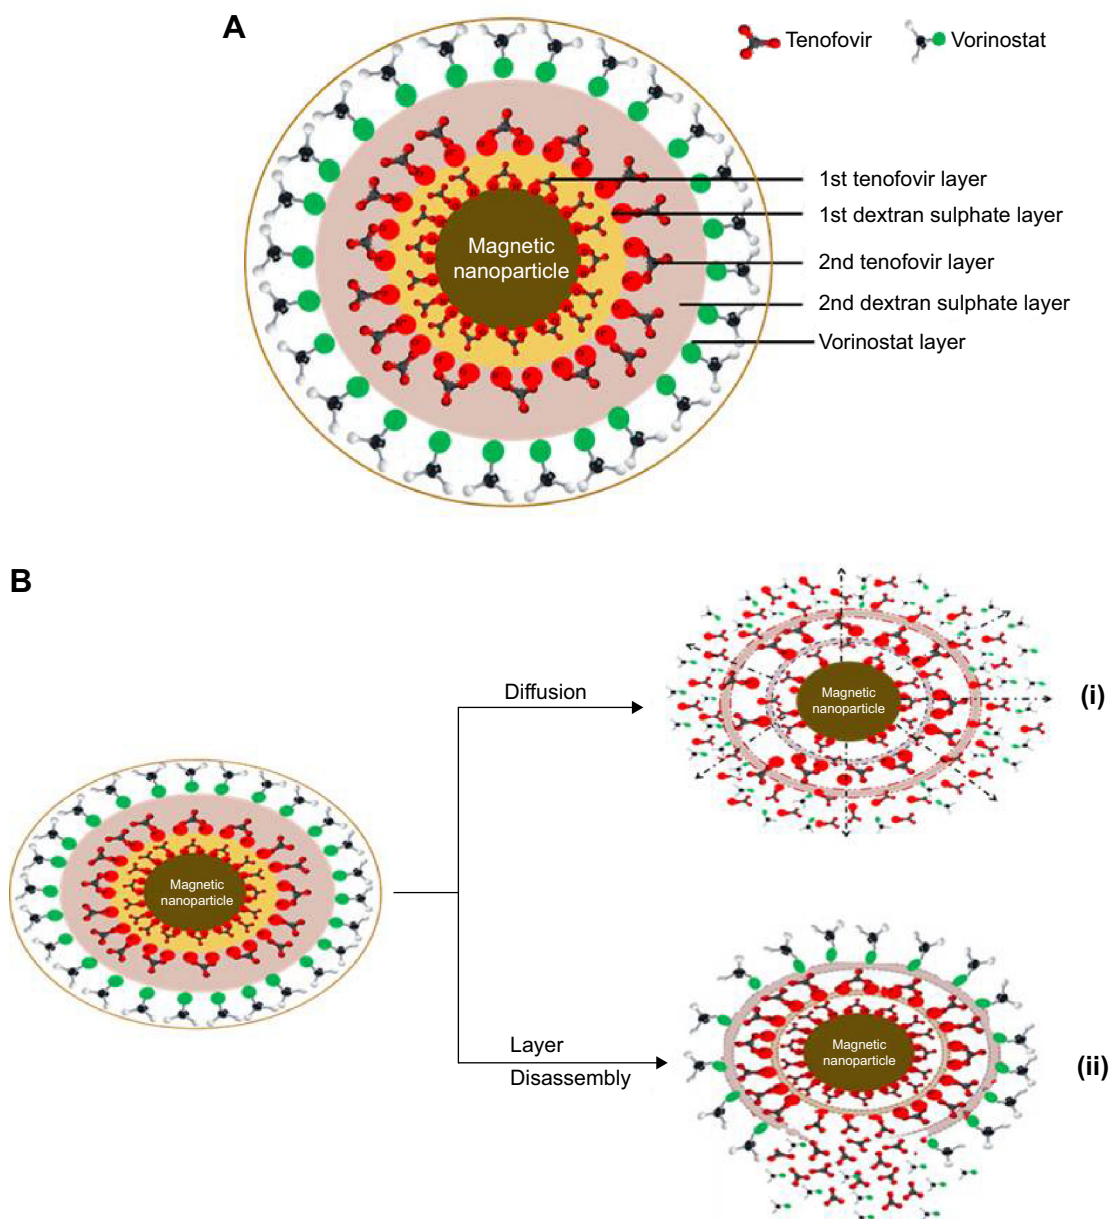 A
Tenofovir
Vorinostat
1st tenofovir layer
1st dextran sulphate layer
Magnetic
nanoparticle
2nd tenofovir layer
2nd dextran sulphate layer
Vorinostat layer
B
Diffusion
Magnetic
nanoparticle
(i)
Magnetic
nanoparticle
Layer
Disassembly
Magnetic
nanoparticle
(ii)